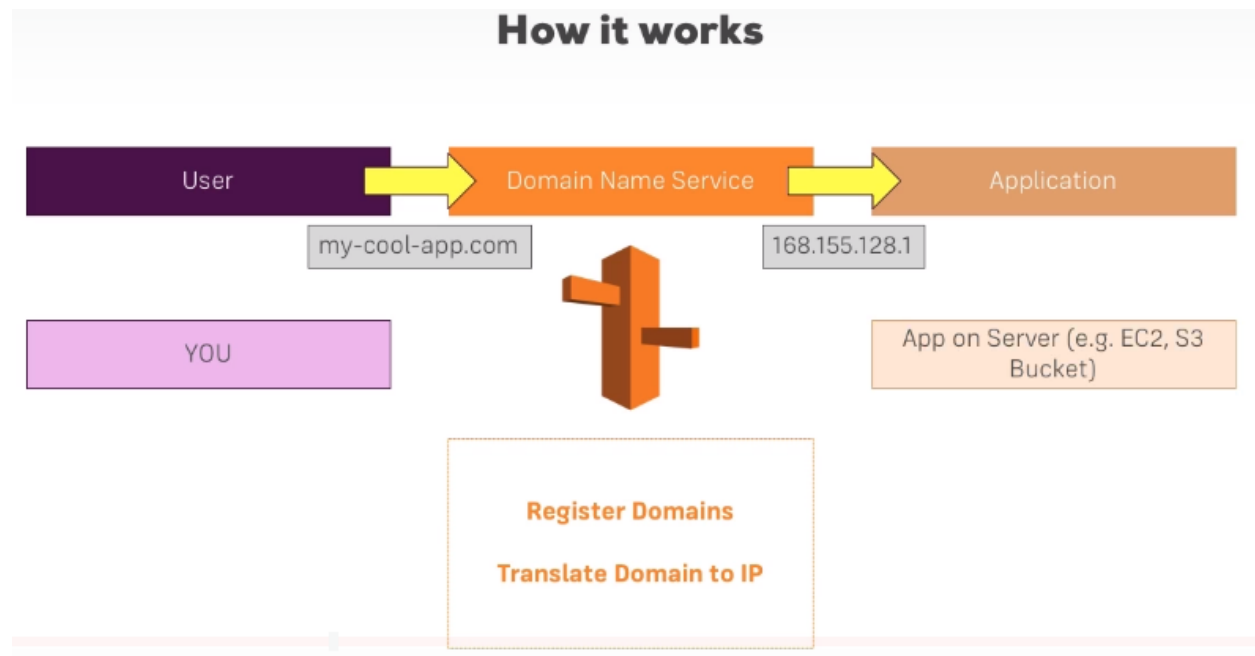 How it works
User
Domain Name Service
Application
my-cool-app.com
168.155.128.1
YOU
App on Server (e.g. EC2, S3
Bucket)
Register Domains
Translate Domain to IP